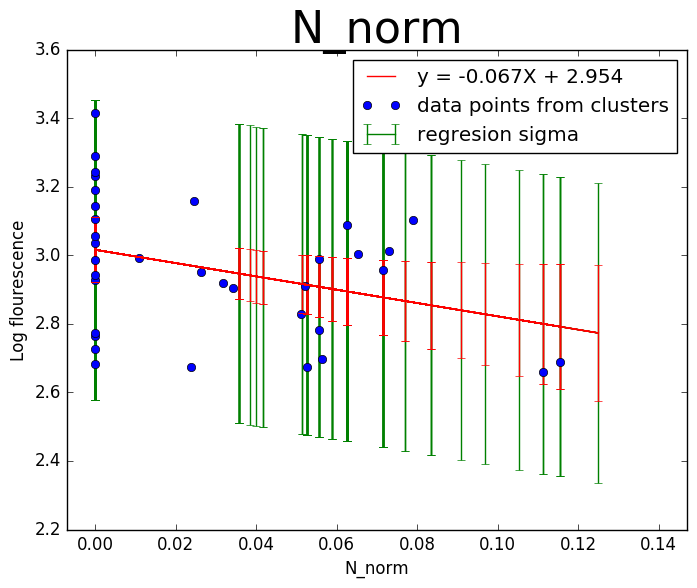 N_norm
y = -0.067X + 2.954
data points from clusters
regresion sigma
3.6
3.4
3.2
3.0
2.8
2.6
2.4
2.2
Log flourescence
0.00 0.02 0.04 0.06 0.08 0.10 0.12 0.14
N_norm